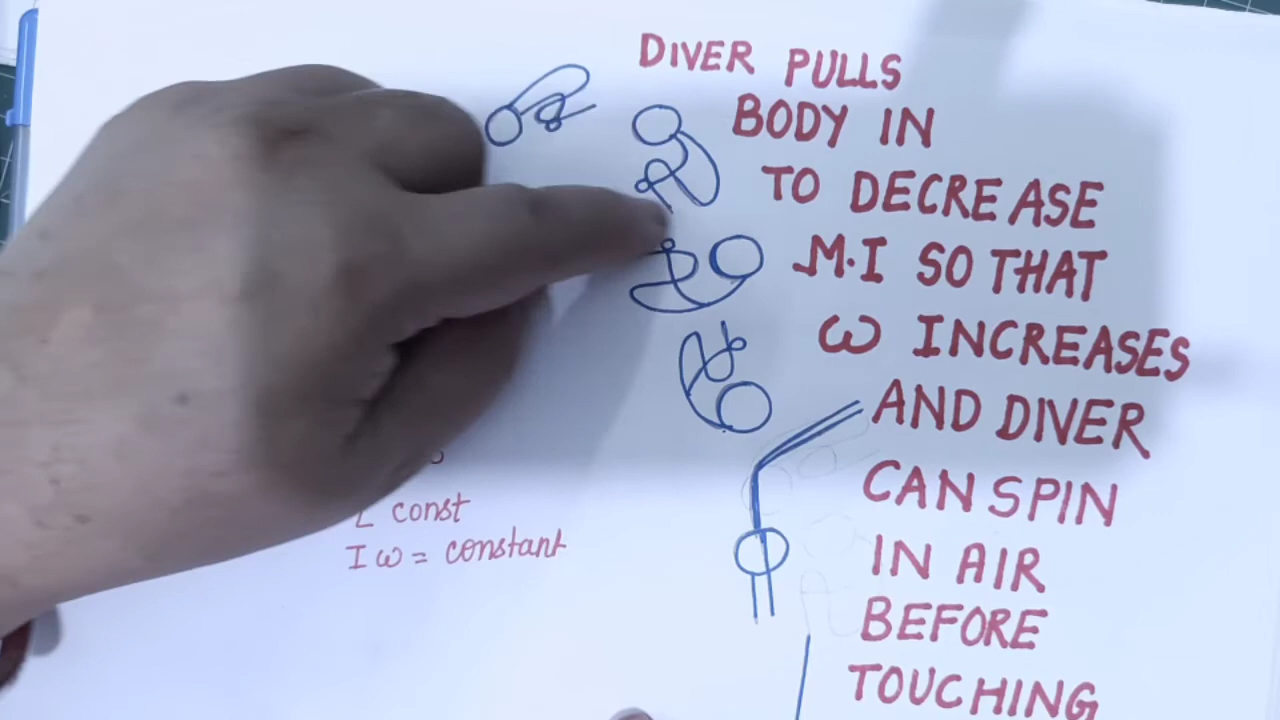 DIVER PULLS
BODY IN
TO DECREASE
M.I SO THAT
ω INCREASES
AND DIVER
CAN SPIN
IN AIR
BEFORE
TOUCHING
L const
I ω = constant